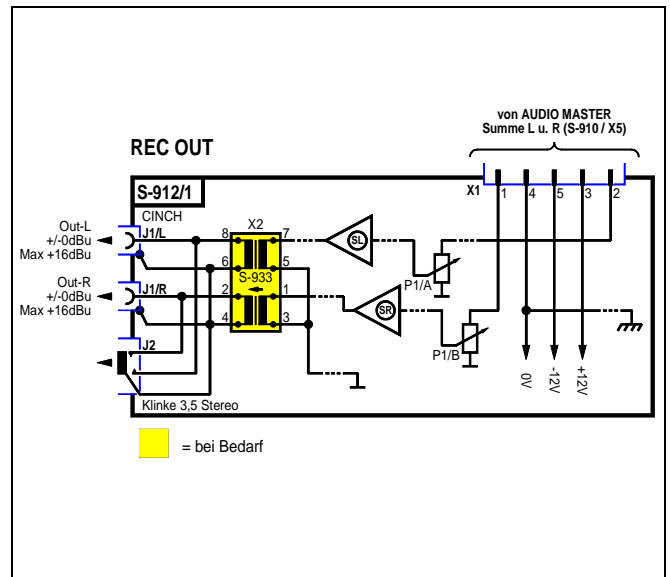 von AUDIO MASTER
Summe L u. R (S-910 / X5)
REC OUT
X1
1 4 5 3 2
S-912/1
CINCH
Out-L
+/-0dBu
Max +16dBu
J1/L
X2
8 7
SL
6 5
S-933
P1/A
Out-R
+/-0dBu
Max +16dBu
J1/R
2 1
SR
4 3
P1/B
J2
0V
-12V
+12V
Klinke 3,5 Stereo
= bei Bedarf